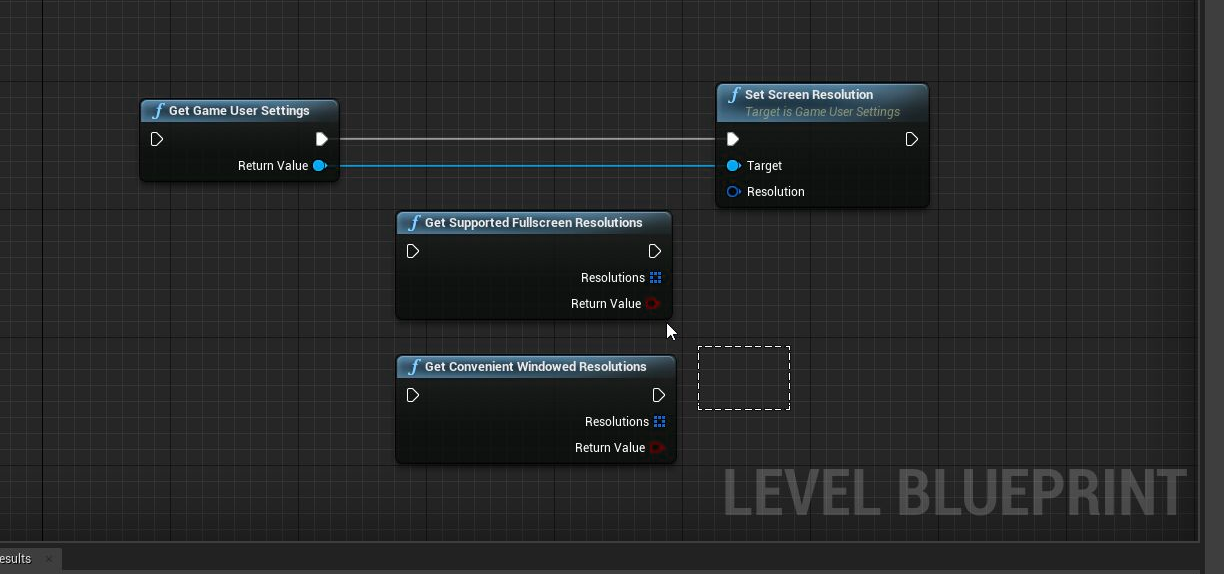 Get Game User Settings
Return Value
Set Screen Resolution
Target is Game User Settings
Target
Resolution
Get Supported Fullscreen Resolutions
Resolutions
Return Value
Get Convenient Windowed Resolutions
Resolutions
Return Value
LEVEL BLUEPRINT
esults